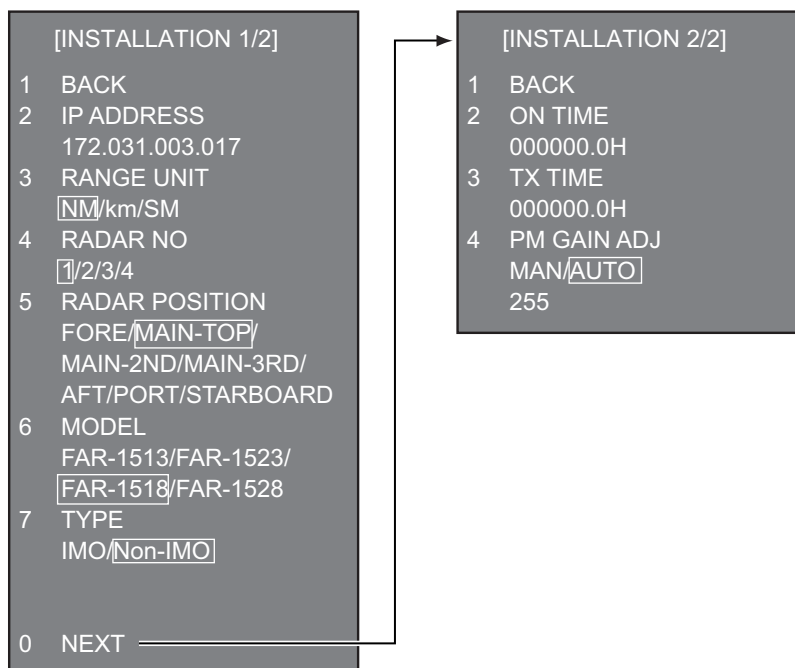 [INSTALLATION 1/2]
1 BACK
2 IP ADDRESS
172.031.003.017
3 RANGE UNIT
NM/km/SM
4 RADAR NO
1/2/3/4
5 RADAR POSITION
FORE/MAIN-TOP/
MAIN-2ND/MAIN-3RD/
AFT/PORT/STARBOARD
6 MODEL
FAR-1513/FAR-1523/
FAR-1518/FAR-1528
7 TYPE
IMO/Non-IMO
0 NEXT
[INSTALLATION 2/2]
1 BACK
2 ON TIME
000000.0H
3 TX TIME
000000.0H
4 PM GAIN ADJ
MAN/AUTO
255